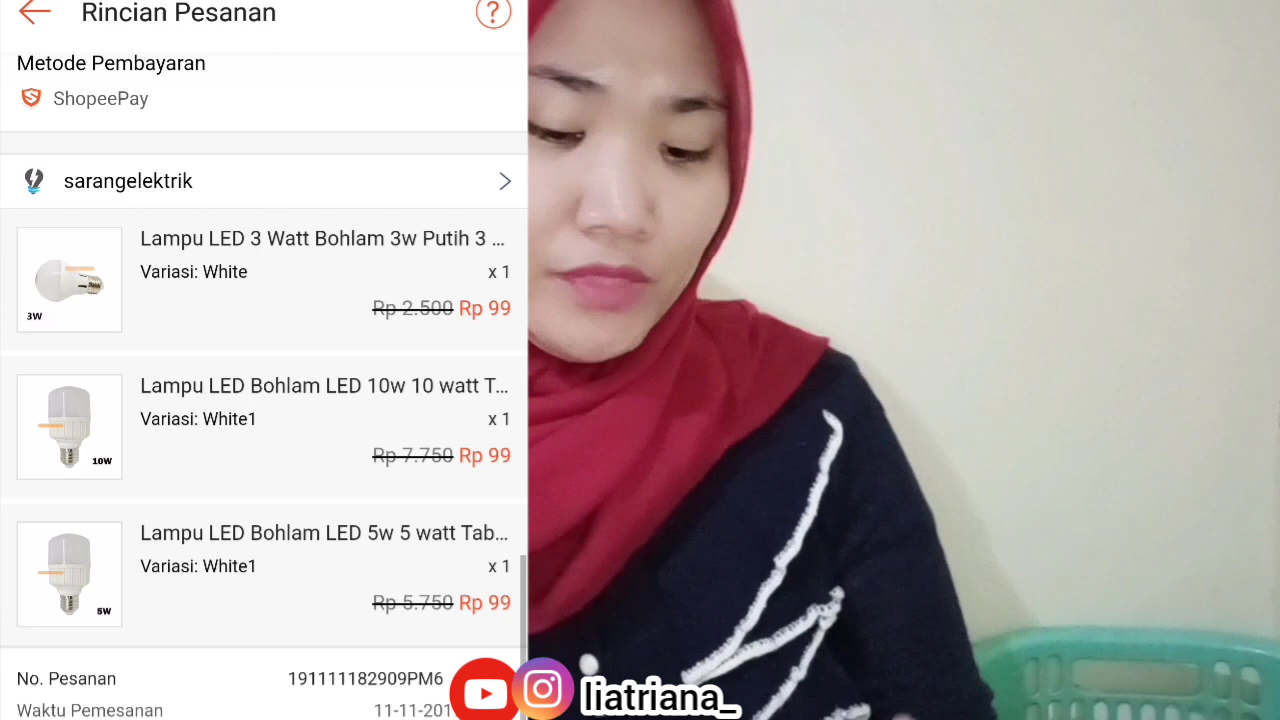 Rincian Pesanan
?
Metode Pembayaran
ShopeePay
sarangelektrik
Lampu LED 3 Watt Bohlam 3w Putih 3 ...
Variasi: White
x 1
Rp 2.500 Rp 99
3W
Lampu LED Bohlam LED 10w 10 watt T...
Variasi: White1
x 1
Rp 7.750 Rp 99
10W
Lampu LED Bohlam LED 5w 5 watt Tab...
Variasi: White1
x 1
Rp 5.750 Rp 99
5W
No. Pesanan
191111182909PM6
Waktu Pemesanan
11-11-201
liatriana_